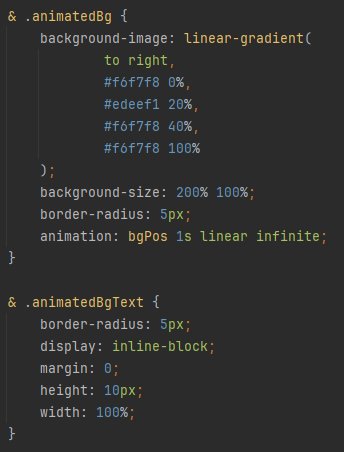 & .animatedBg {
    background-image: linear-gradient(
            to right,
            #f6f7f8 0%,
            #edeef1 20%,
            #f6f7f8 40%,
            #f6f7f8 100%
    );
    background-size: 200% 100%;
    border-radius: 5px;
    animation: bgPos 1s linear infinite;
}

& .animatedBgText {
    border-radius: 5px;
    display: inline-block;
    margin: 0;
    height: 10px;
    width: 100%;
}